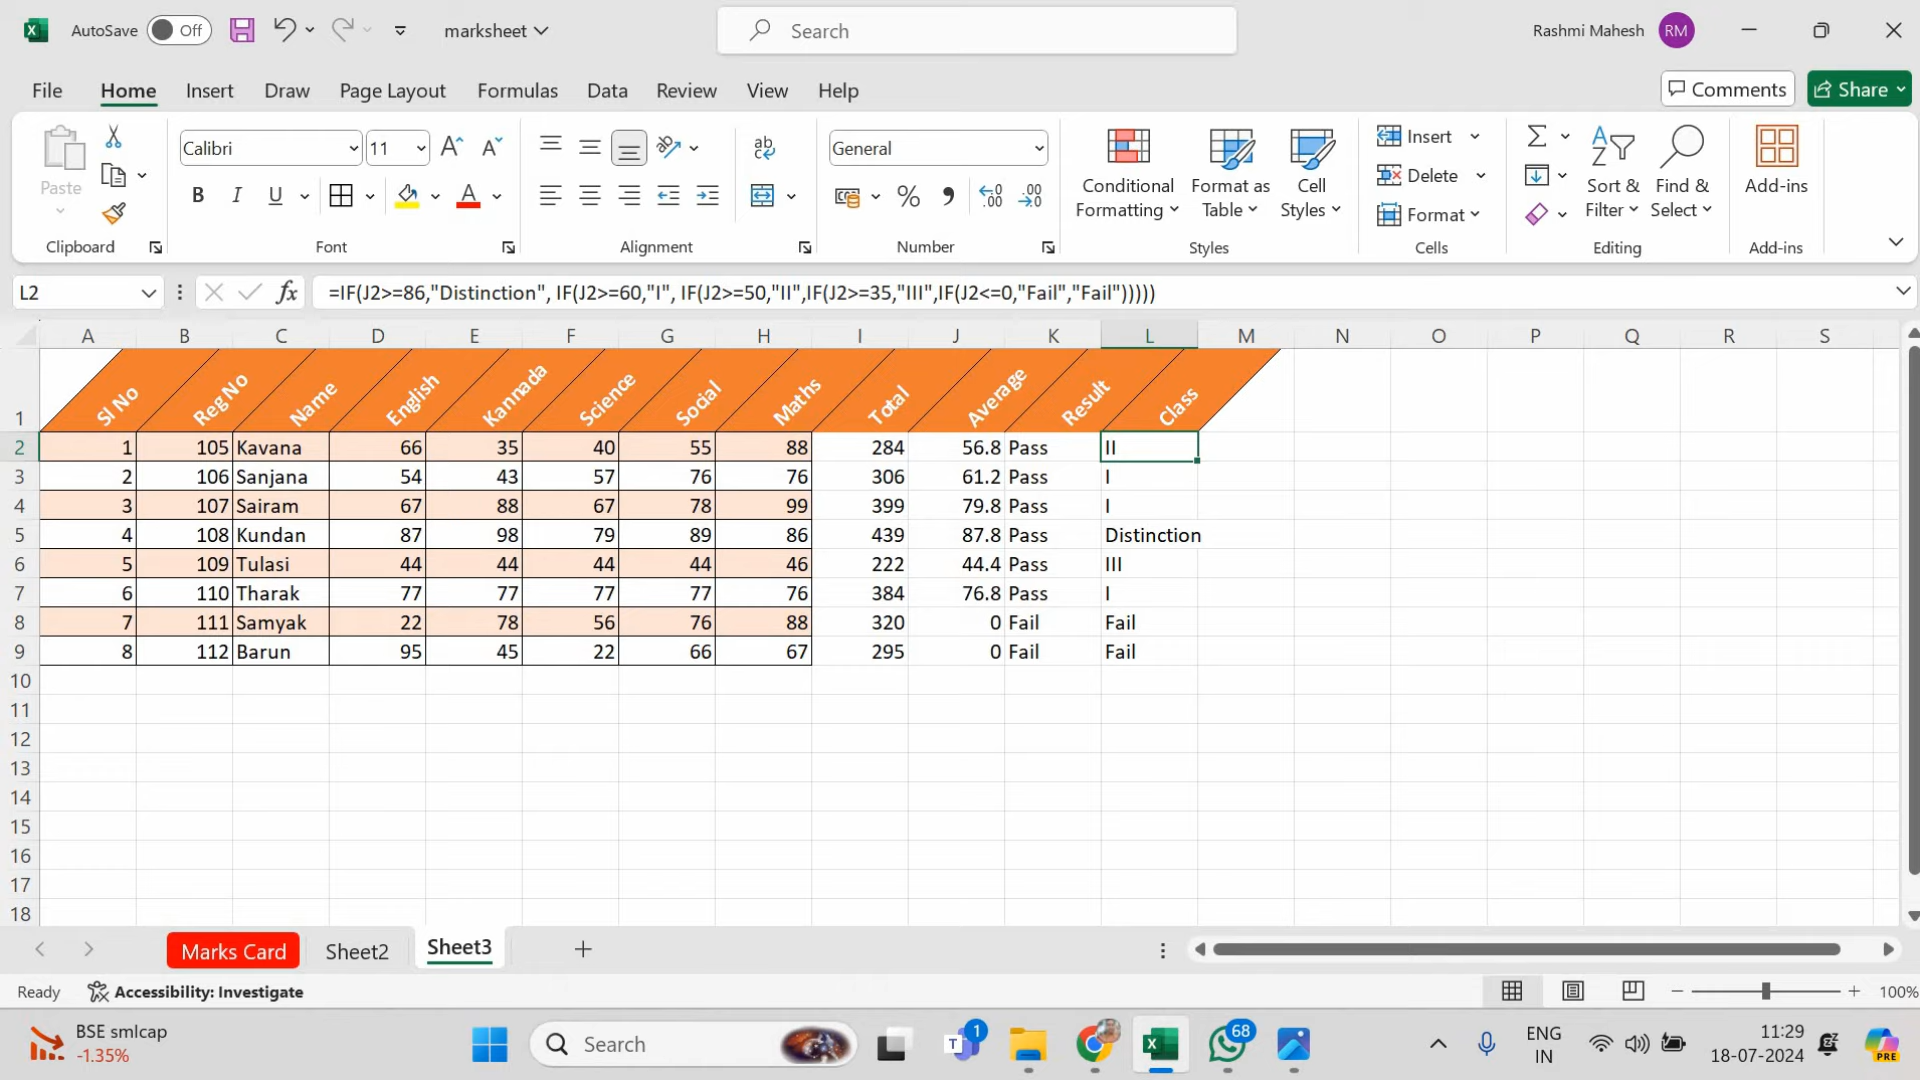 AutoSave Off marksheet Search Rashmi Mahesh RM
File Home Insert Draw Page Layout Formulas Data Review View Help Comments Share
Paste
Clipboard
Calibri 11
B I U A
Font
ab
Alignment
General
% .00
Number
Conditional Formatting
Format as Table
Cell Styles
Styles
Insert
Delete
Format
Cells
Sort & Filter
Find & Select
Editing
Add-ins
Add-ins
L2 fx =IF(J2>=86,"Distinction", IF(J2>=60,"I", IF(J2>=50,"II",IF(J2>=35,"III",IF(J2<=0,"Fail","Fail")))))
A B C D E F G H I J K L M N O P Q R S
1 Sl No Reg No Name English Kannada Science Social Maths Total Average Result Class
2 1 105 Kavana 66 35 40 55 88 284 56.8 Pass II
3 2 106 Sanjana 54 43 57 76 76 306 61.2 Pass I
4 3 107 Sairam 67 88 67 78 99 399 79.8 Pass I
5 4 108 Kundan 87 98 79 89 86 439 87.8 Pass Distinction
6 5 109 Tulasi 44 44 44 44 46 222 44.4 Pass III
7 6 110 Tharak 77 77 77 77 76 384 76.8 Pass I
8 7 111 Samyak 22 78 56 76 88 320 0 Fail Fail
9 8 112 Barun 95 45 22 66 67 295 0 Fail Fail
10
11
12
13
14
15
16
17
18
Marks Card Sheet2 Sheet3
Ready Accessibility: Investigate 100%
BSE smlcap
-1.35%
Search
1
68
ENG
IN
11:29
18-07-2024
PRE